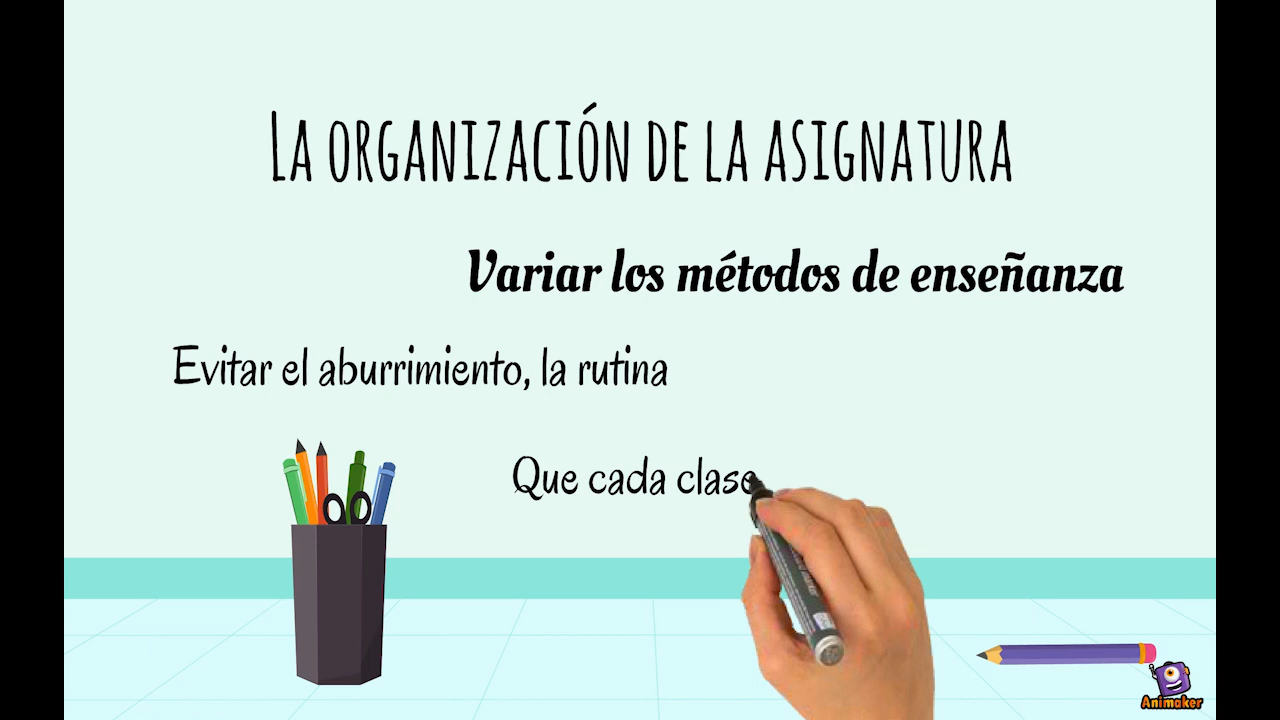 La organización de la asignatura
Variar los métodos de enseñanza
Evitar el aburrimiento, la rutina
Que cada clase
Animaker